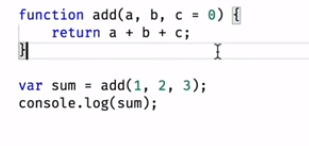 function add(a, b, c = 0) {
return a + b + c;
}
var sum = add(1, 2, 3);
console.log(sum);